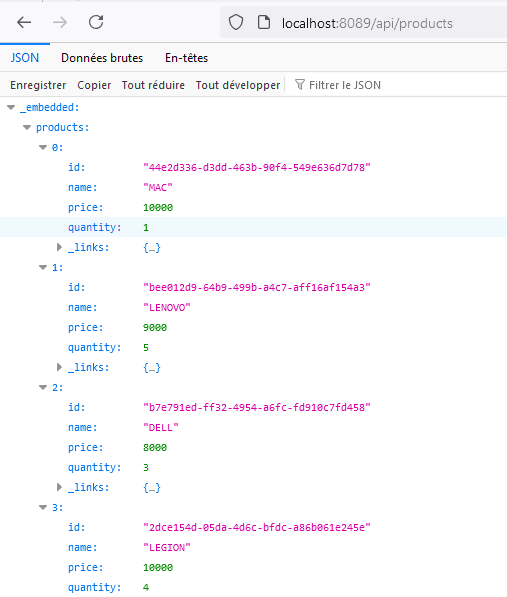 localhost:8089/api/products
JSON Données brutes En-têtes
Enregistrer Copier Tout réduire Tout développer Filtrer le JSON
_embedded:
products:
0:
id: "44e2d336-d3dd-463b-90f4-549e636d7d78"
name: "MAC"
price: 10000
quantity: 1
_links: {…}
1:
id: "bee012d9-64b9-499b-a4c7-aff16af154a3"
name: "LENOVO"
price: 9000
quantity: 5
_links: {…}
2:
id: "b7e791ed-ff32-4954-a6fc-fd910c7fd458"
name: "DELL"
price: 8000
quantity: 3
_links: {…}
3:
id: "2dce154d-05da-4d6c-bfdc-a86b061e245e"
name: "LEGION"
price: 10000
quantity: 4